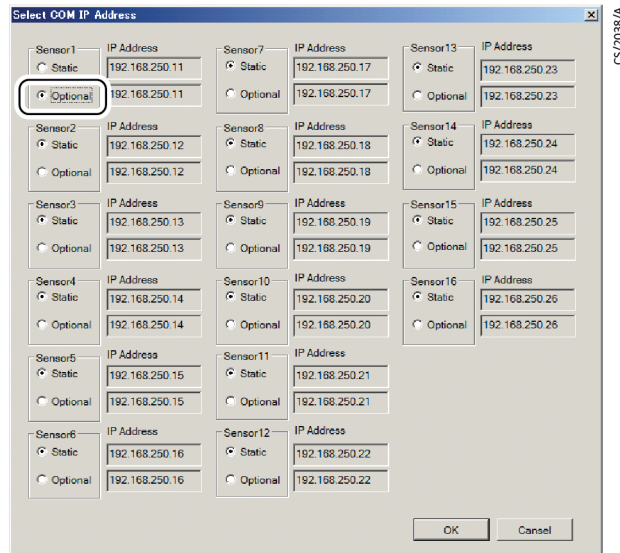 Select COM IP Address
Sensor1 IP Address
Static 192.168.250.11
Optional 192.168.250.11
Sensor2 IP Address
Static 192.168.250.12
Optional 192.168.250.12
Sensor3 IP Address
Static 192.168.250.13
Optional 192.168.250.13
Sensor4 IP Address
Static 192.168.250.14
Optional 192.168.250.14
Sensor5 IP Address
Static 192.168.250.15
Optional 192.168.250.15
Sensor6 IP Address
Static 192.168.250.16
Optional 192.168.250.16
Sensor7 IP Address
Static 192.168.250.17
Optional 192.168.250.17
Sensor8 IP Address
Static 192.168.250.18
Optional 192.168.250.18
Sensor9 IP Address
Static 192.168.250.19
Optional 192.168.250.19
Sensor10 IP Address
Static 192.168.250.20
Optional 192.168.250.20
Sensor11 IP Address
Static 192.168.250.21
Optional 192.168.250.21
Sensor12 IP Address
Static 192.168.250.22
Optional 192.168.250.22
Sensor13 IP Address
Static 192.168.250.23
Optional 192.168.250.23
Sensor14 IP Address
Static 192.168.250.24
Optional 192.168.250.24
Sensor15 IP Address
Static 192.168.250.25
Optional 192.168.250.25
Sensor16 IP Address
Static 192.168.250.26
Optional 192.168.250.26
OK Cansel
CS/2038/A